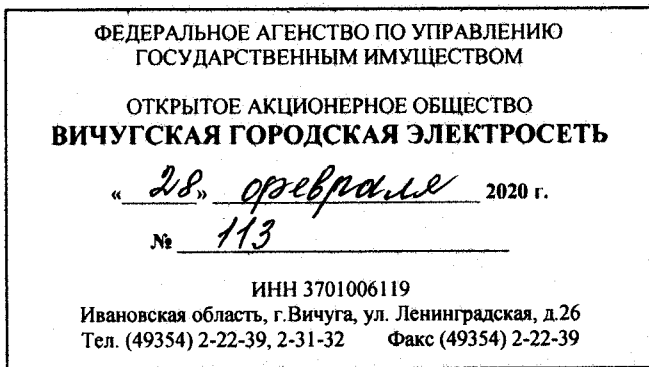 ФЕДЕРАЛЬНОЕ АГЕНСТВО ПО УПРАВЛЕНИЮ
ГОСУДАРСТВЕННЫМ ИМУЩЕСТВОМ
ОТКРЫТОЕ АКЦИОНЕРНОЕ ОБЩЕСТВО
ВИЧУГСКАЯ ГОРОДСКАЯ ЭЛЕКТРОСЕТЬ
« 28 » февраля 2020 г.
№ 113
ИНН 3701006119
Ивановская область, г.Вичуга, ул. Ленинградская, д.26
Тел. (49354) 2-22-39, 2-31-32 Факс (49354) 2-22-39